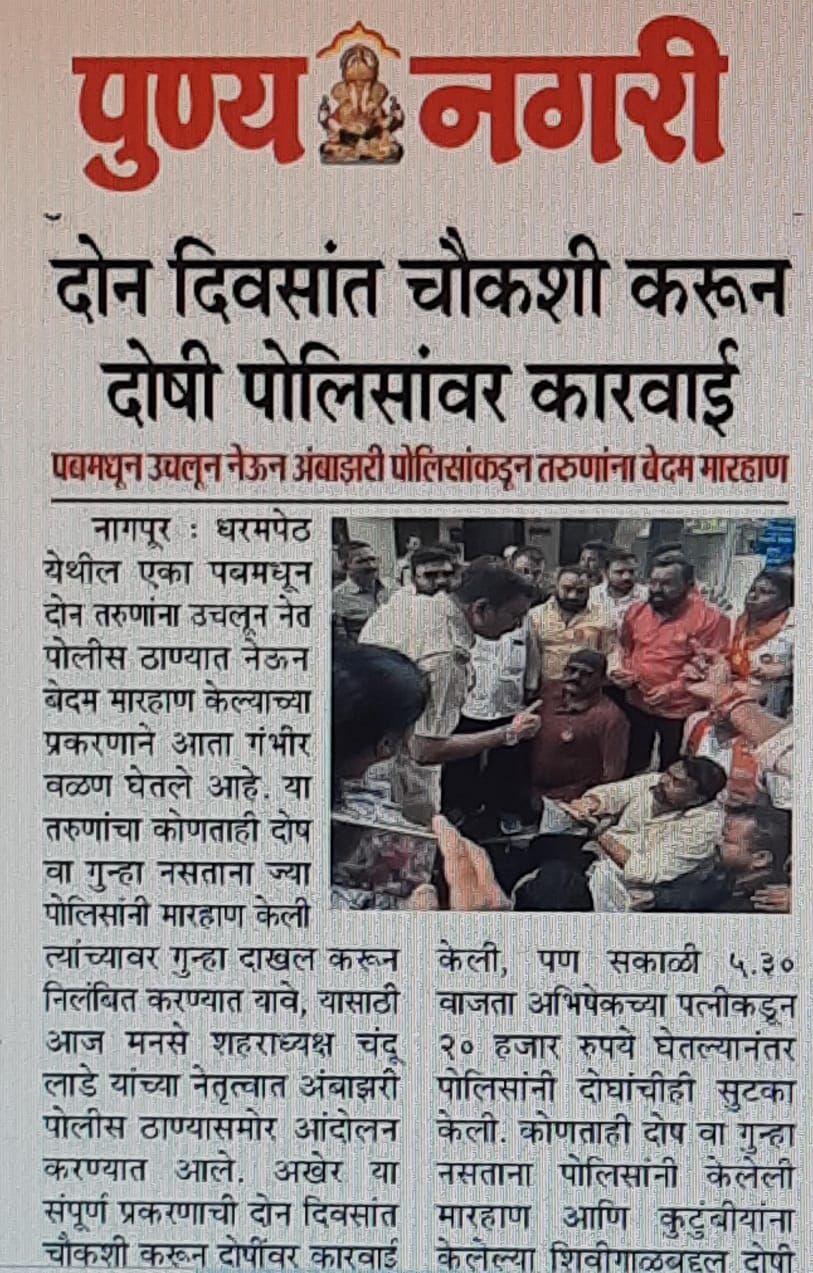 पुण्य नगरी
दोन दिवसांत चौकशी करून
दोषी पोलिसांवर कारवाई
पबमधून उचलून नेऊन अंबाझरी पोलिसांकडून तरुणांना बेदम मारहाण
नागपूर : धरमपेठ
येथील एका पबमधून
दोन तरुणांना उचलून नेत
पोलीस ठाण्यात नेऊन
बेदम मारहाण केल्याच्या
प्रकरणाने आता गंभीर
वळण घेतले आहे. या
तरुणांचा कोणताही दोष
वा गुन्हा नसताना ज्या
पोलिसांनी मारहाण केली
त्यांच्यावर गुन्हा दाखल करून
निलंबित करण्यात यावे, यासाठी
आज मनसे शहराध्यक्ष चंदू
लाडे यांच्या नेतृत्वात अंबाझरी
पोलीस ठाण्यासमोर आंदोलन
करण्यात आले. अखेर या
संपूर्ण प्रकरणाची दोन दिवसांत
चौकशी करून दोषींवर कारवाई
केली, पण सकाळी ५.३०
वाजता अभिषेकच्या पत्नीकडून
२० हजार रुपये घेतल्यानंतर
पोलिसांनी दोघांचीही सुटका
केली. कोणताही दोष वा गुन्हा
नसताना पोलिसांनी केलेली
मारहाण आणि कुटुंबीयांना
केलेल्या शिवीगाळबद्दल दोषी